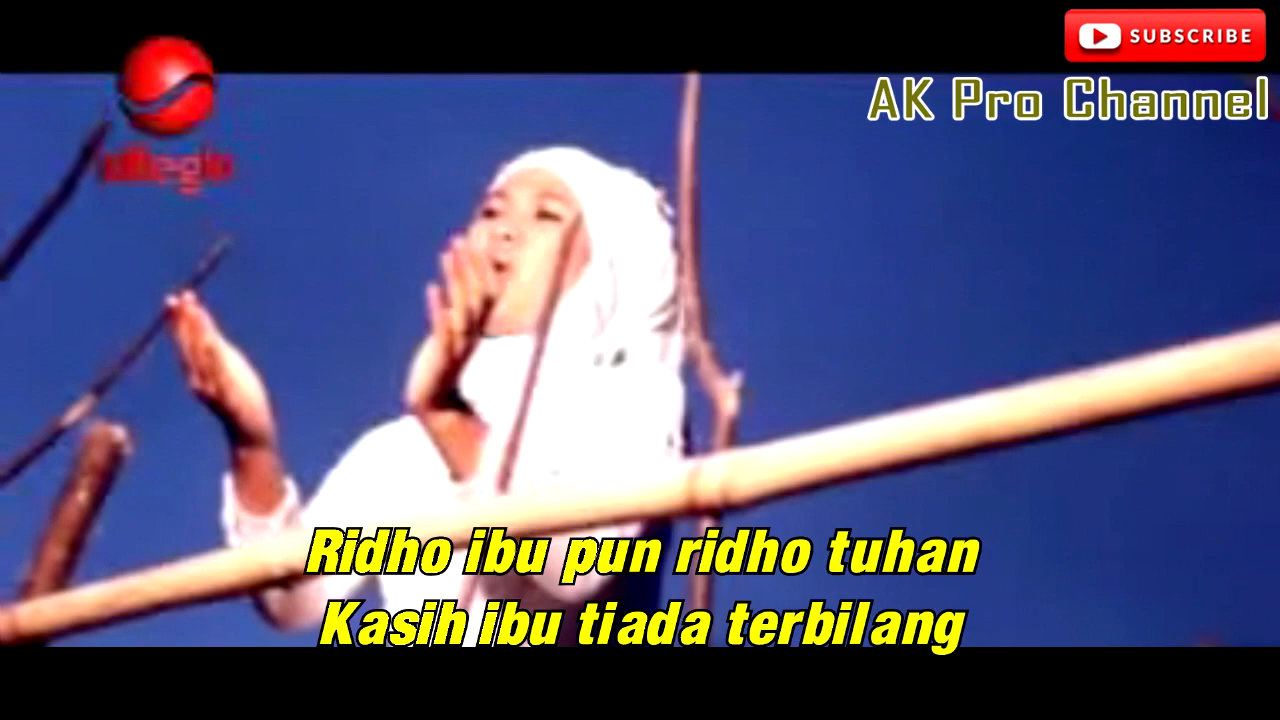 SUBSCRIBE
AK Pro Channel
Ridho ibu pun ridho tuhan
Kasih ibu tiada terbilang